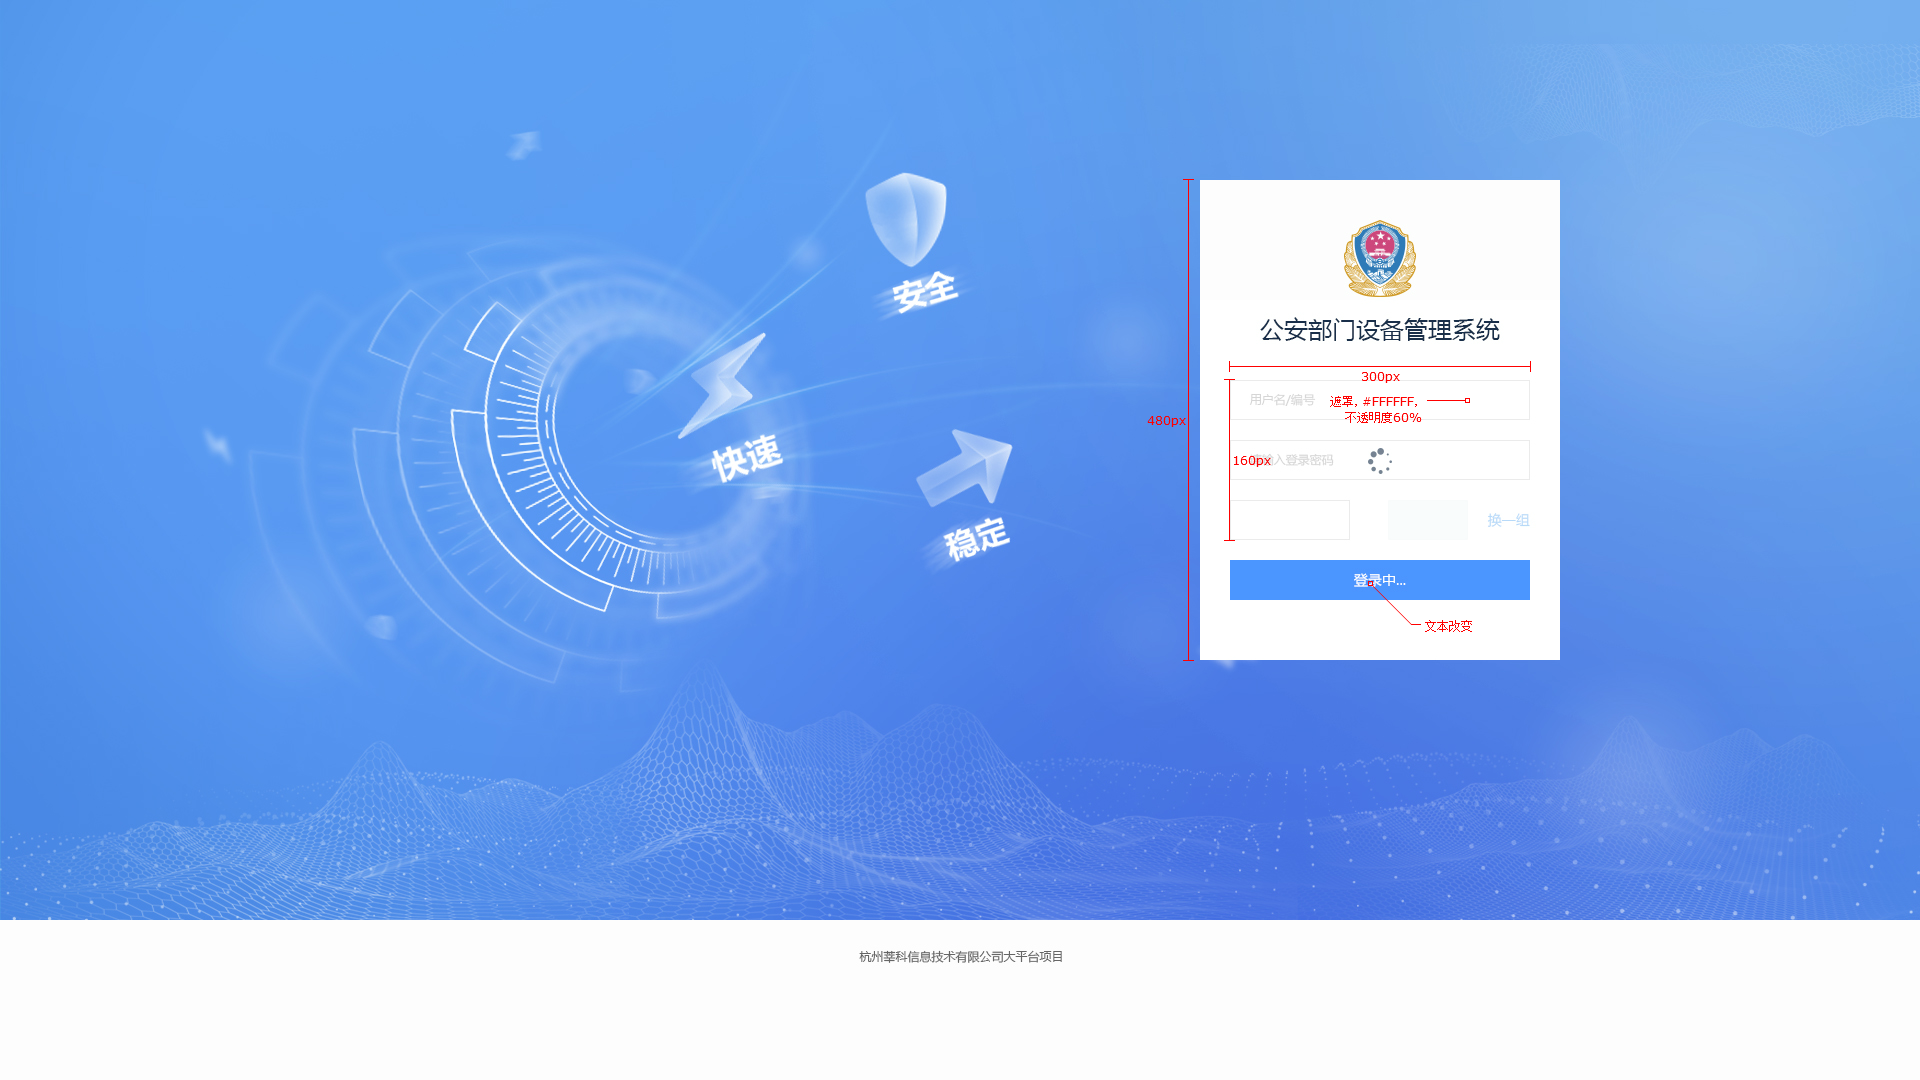 安全
快速
稳定
公安部门设备管理系统
300px
480px
用户名/编号
遮罩，#FFFFFF，
不透明度60%
160px
输入登录密码
换一组
登录中...
文本改变
杭州莘科信息技术有限公司大平台项目